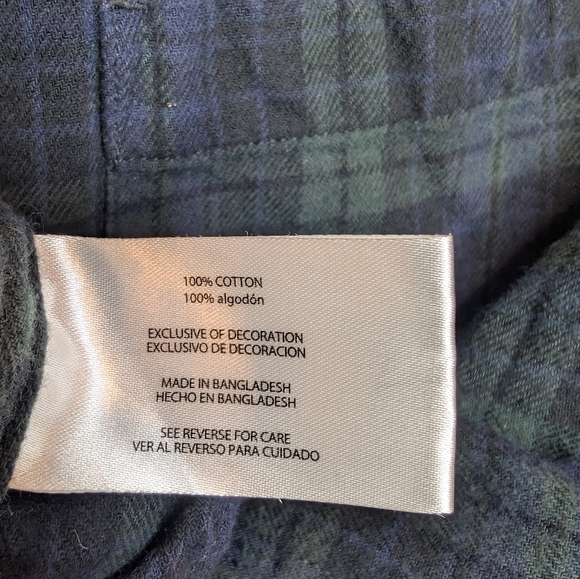 100% COTTON
100% algodón
EXCLUSIVE OF DECORATION
EXCLUSIVO DE DECORACION
MADE IN BANGLADESH
HECHO EN BANGLADESH
SEE REVERSE FOR CARE
VER AL REVERSO PARA CUIDADO